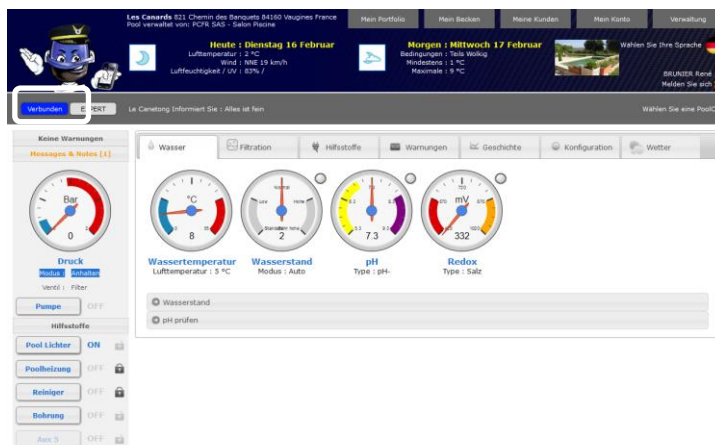 Les Canards 821 Chemin des Banquets 84160 Vaugines France
Pool verwaltet von: PCFR SAS - Salon Piscine
Mein Portfolio
Mein Becken
Meine Kunden
Mein Konto
Verwaltung
Heute : Dienstag 16 Februar
Lufttemperatur : 2 °C
Wind : NNE 19 km/h
Luftfeuchtigkeit / UV : 83% /
Morgen : Mittwoch 17 Februar
Bedingungen : Teils Wolkig
Mindestens : 1 °C
Maximale : 9 °C
Wählen Sie Ihre Sprache
BRUNIER René
Melden Sie sich
Verbunden
EXPERT
Le Canetong Informiert Sie : Alles ist fein
Wählen Sie eine PoolC
Keine Warnungen
Messages & Notes [1]
Wasser
Filtration
Hilfsstoffe
Warnungen
Geschichte
Konfiguration
Wetter
Bar
0
Druck
Modus : Anhalten
Ventil : Filter
Pumpe OFF
°C
8
Wassertemperatur
Lufttemperatur : 5 °C
Normal
Low
2
Wasserstand
Modus : Auto
7.3
pH
Type : pH-
mV
332
Redox
Type : Salz
Wasserstand
pH prüfen
Hilfsstoffe
Pool Lichter ON
Poolheizung OFF
Reiniger OFF
Bohrung OFF
Aux 5 OFF